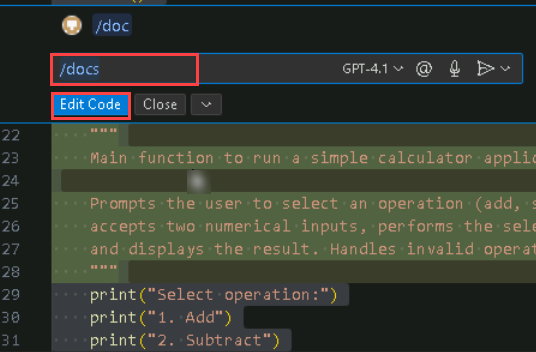 /doc
/docs
GPT-4.1
@
Edit Code
Close
22 """
23 Main function to run a simple calculator applic
24
25 Prompts the user to select an operation (add, s
26 accepts two numerical inputs, performs the sele
27 and displays the result. Handles invalid operat
28 """
29 print("Select operation:")
30 print("1. Add")
31 print("2. Subtract")